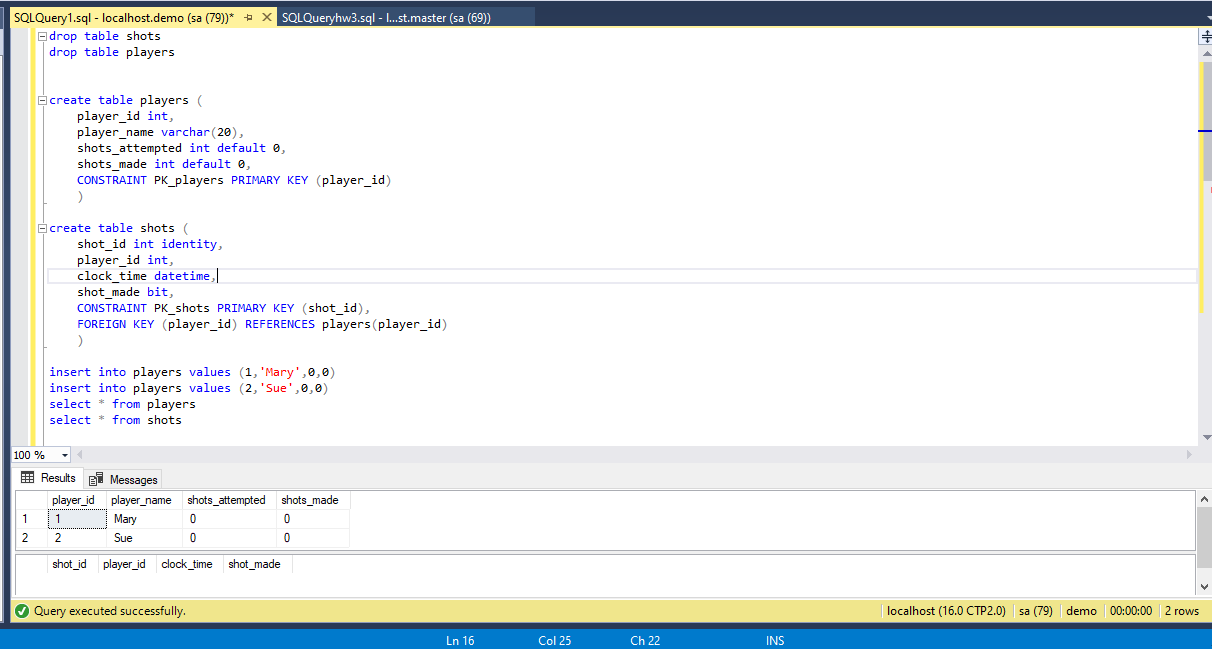 SQLQuery1.sql - localhost.demo (sa (79))* SQLQueryhw3.sql - l...st.master (sa (69))
drop table shots
drop table players
create table players (
player_id int,
player_name varchar(20),
shots_attempted int default 0,
shots_made int default 0,
CONSTRAINT PK_players PRIMARY KEY (player_id)
)
create table shots (
shot_id int identity,
player_id int,
clock_time datetime,
shot_made bit,
CONSTRAINT PK_shots PRIMARY KEY (shot_id),
FOREIGN KEY (player_id) REFERENCES players(player_id)
)
insert into players values (1,'Mary',0,0)
insert into players values (2,'Sue',0,0)
select * from players
select * from shots
100 %
Results Messages
player_id player_name shots_attempted shots_made
1 1 Mary 0 0
2 2 Sue 0 0
shot_id player_id clock_time shot_made
Query executed successfully. localhost (16.0 CTP2.0) sa (79) demo 00:00:00 2 rows
Ln 16 Col 25 Ch 22 INS